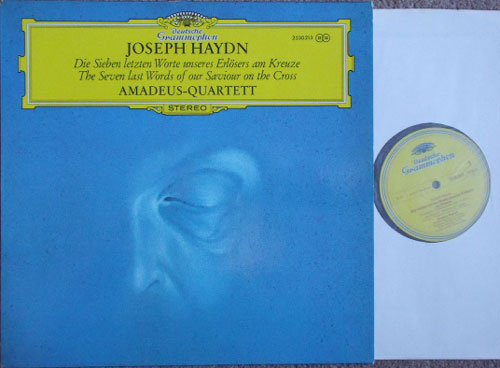 Deutsche
Grammophon
2530 213
JOSEPH HAYDN
Die Sieben letzten Worte unseres Erlösers am Kreuze
The Seven last Words of our Saviour on the Cross
AMADEUS-QUARTETT
STEREO
Deutsche
Grammophon